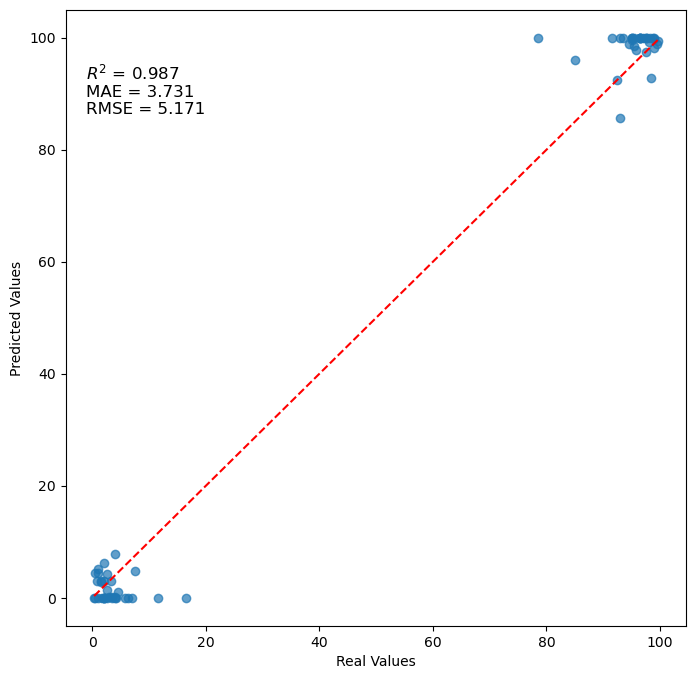 R² = 0.987
MAE = 3.731
RMSE = 5.171
100
80
60
40
20
0
Predicted Values
0 20 40 60 80 100
Real Values